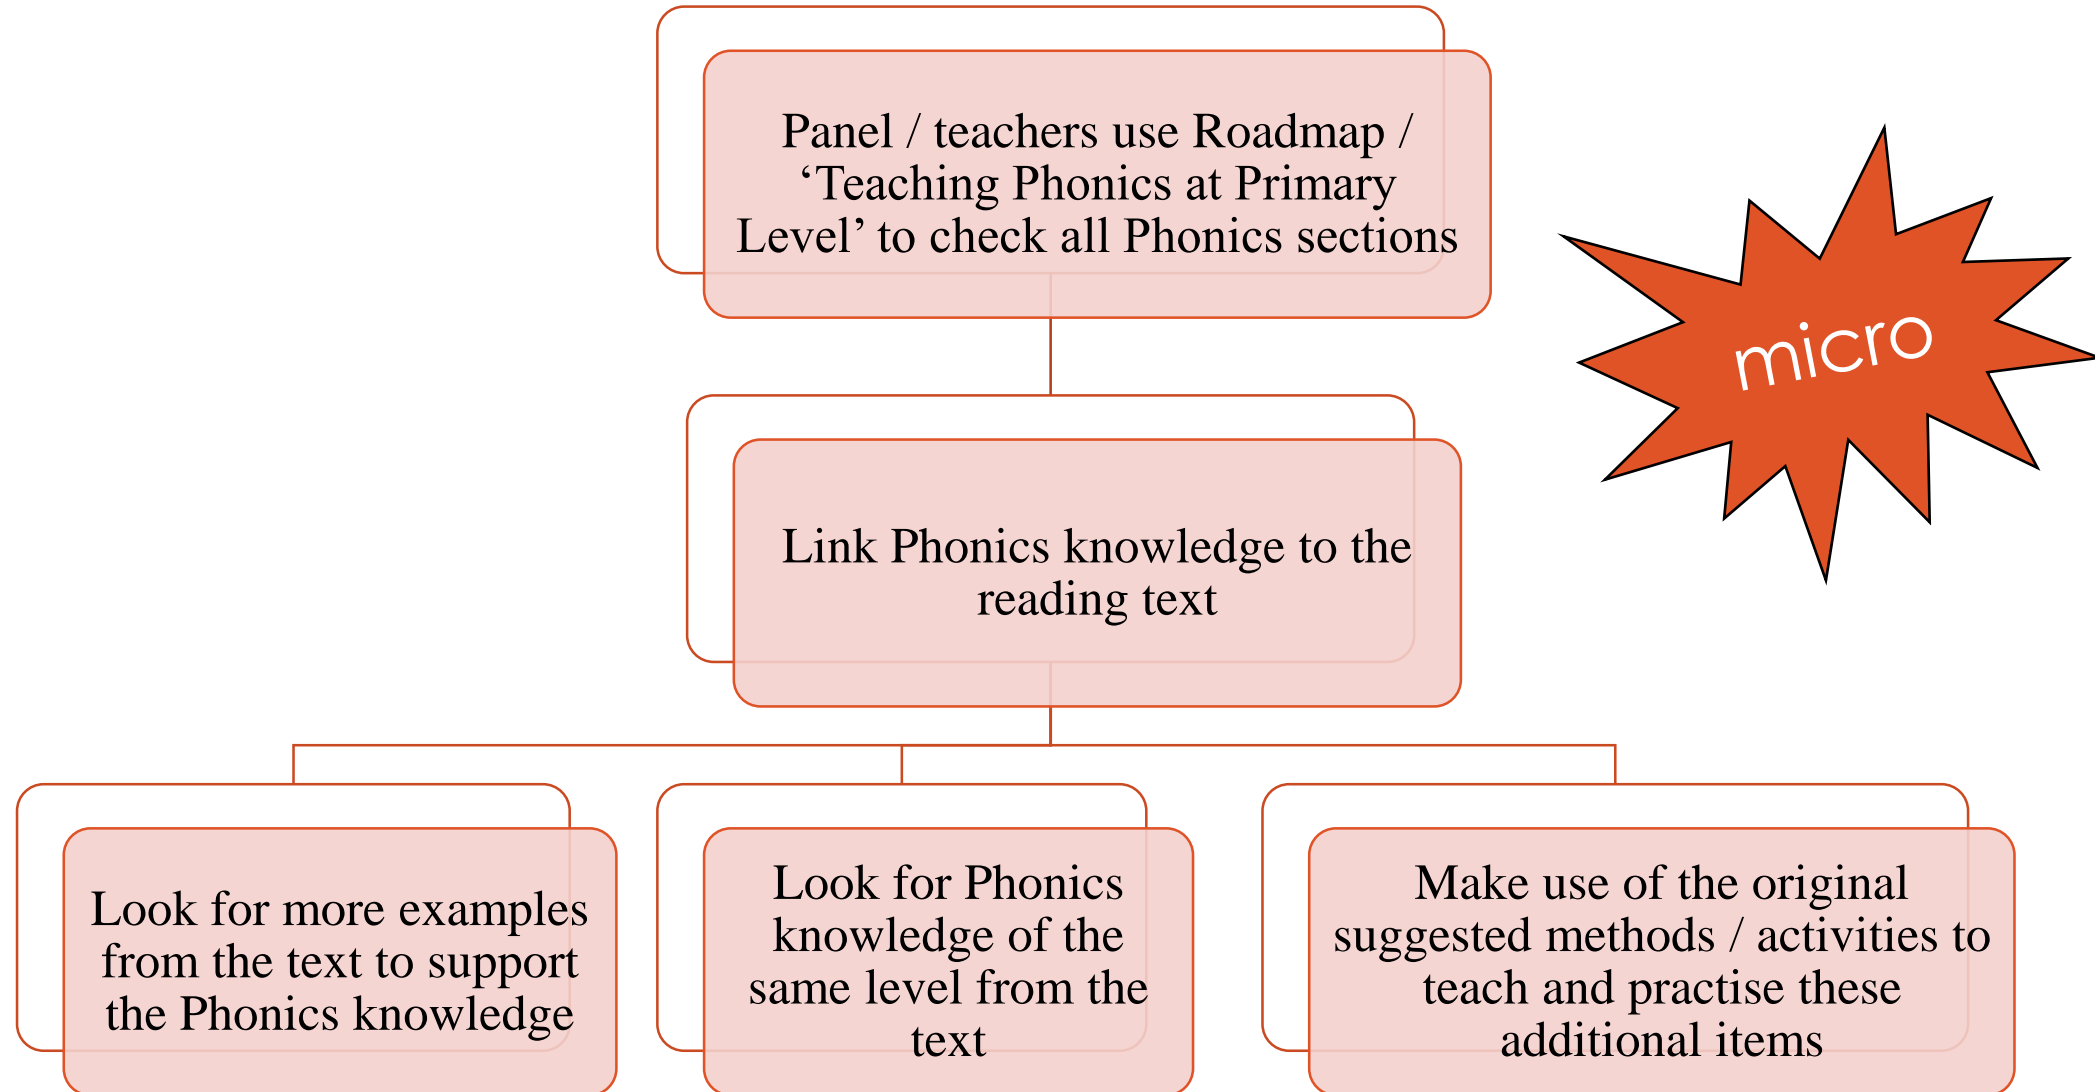 Panel / teachers use Roadmap /
‘Teaching Phonics at Primary
Level’ to check all Phonics sections
micro
Link Phonics knowledge to the
reading text
Look for more examples
from the text to support
the Phonics knowledge
Look for Phonics
knowledge of the
same level from the
text
Make use of the original
suggested methods / activities to
teach and practise these
additional items